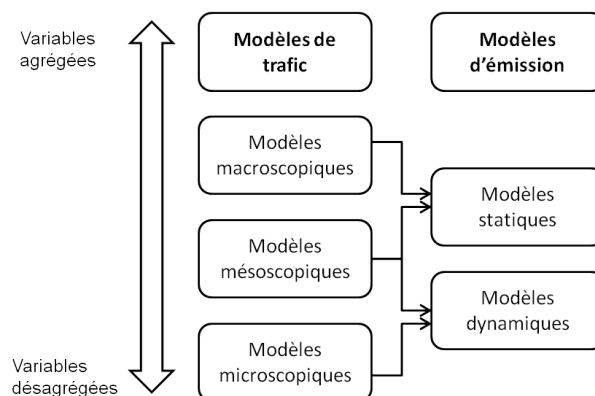 Variables
agrégées
Modèles de
trafic
Modèles
d'émission
Modèles
macroscopiques
Modèles
statiques
Modèles
mésoscopiques
Modèles
dynamiques
Modèles
microscopiques
Variables
désagrégées